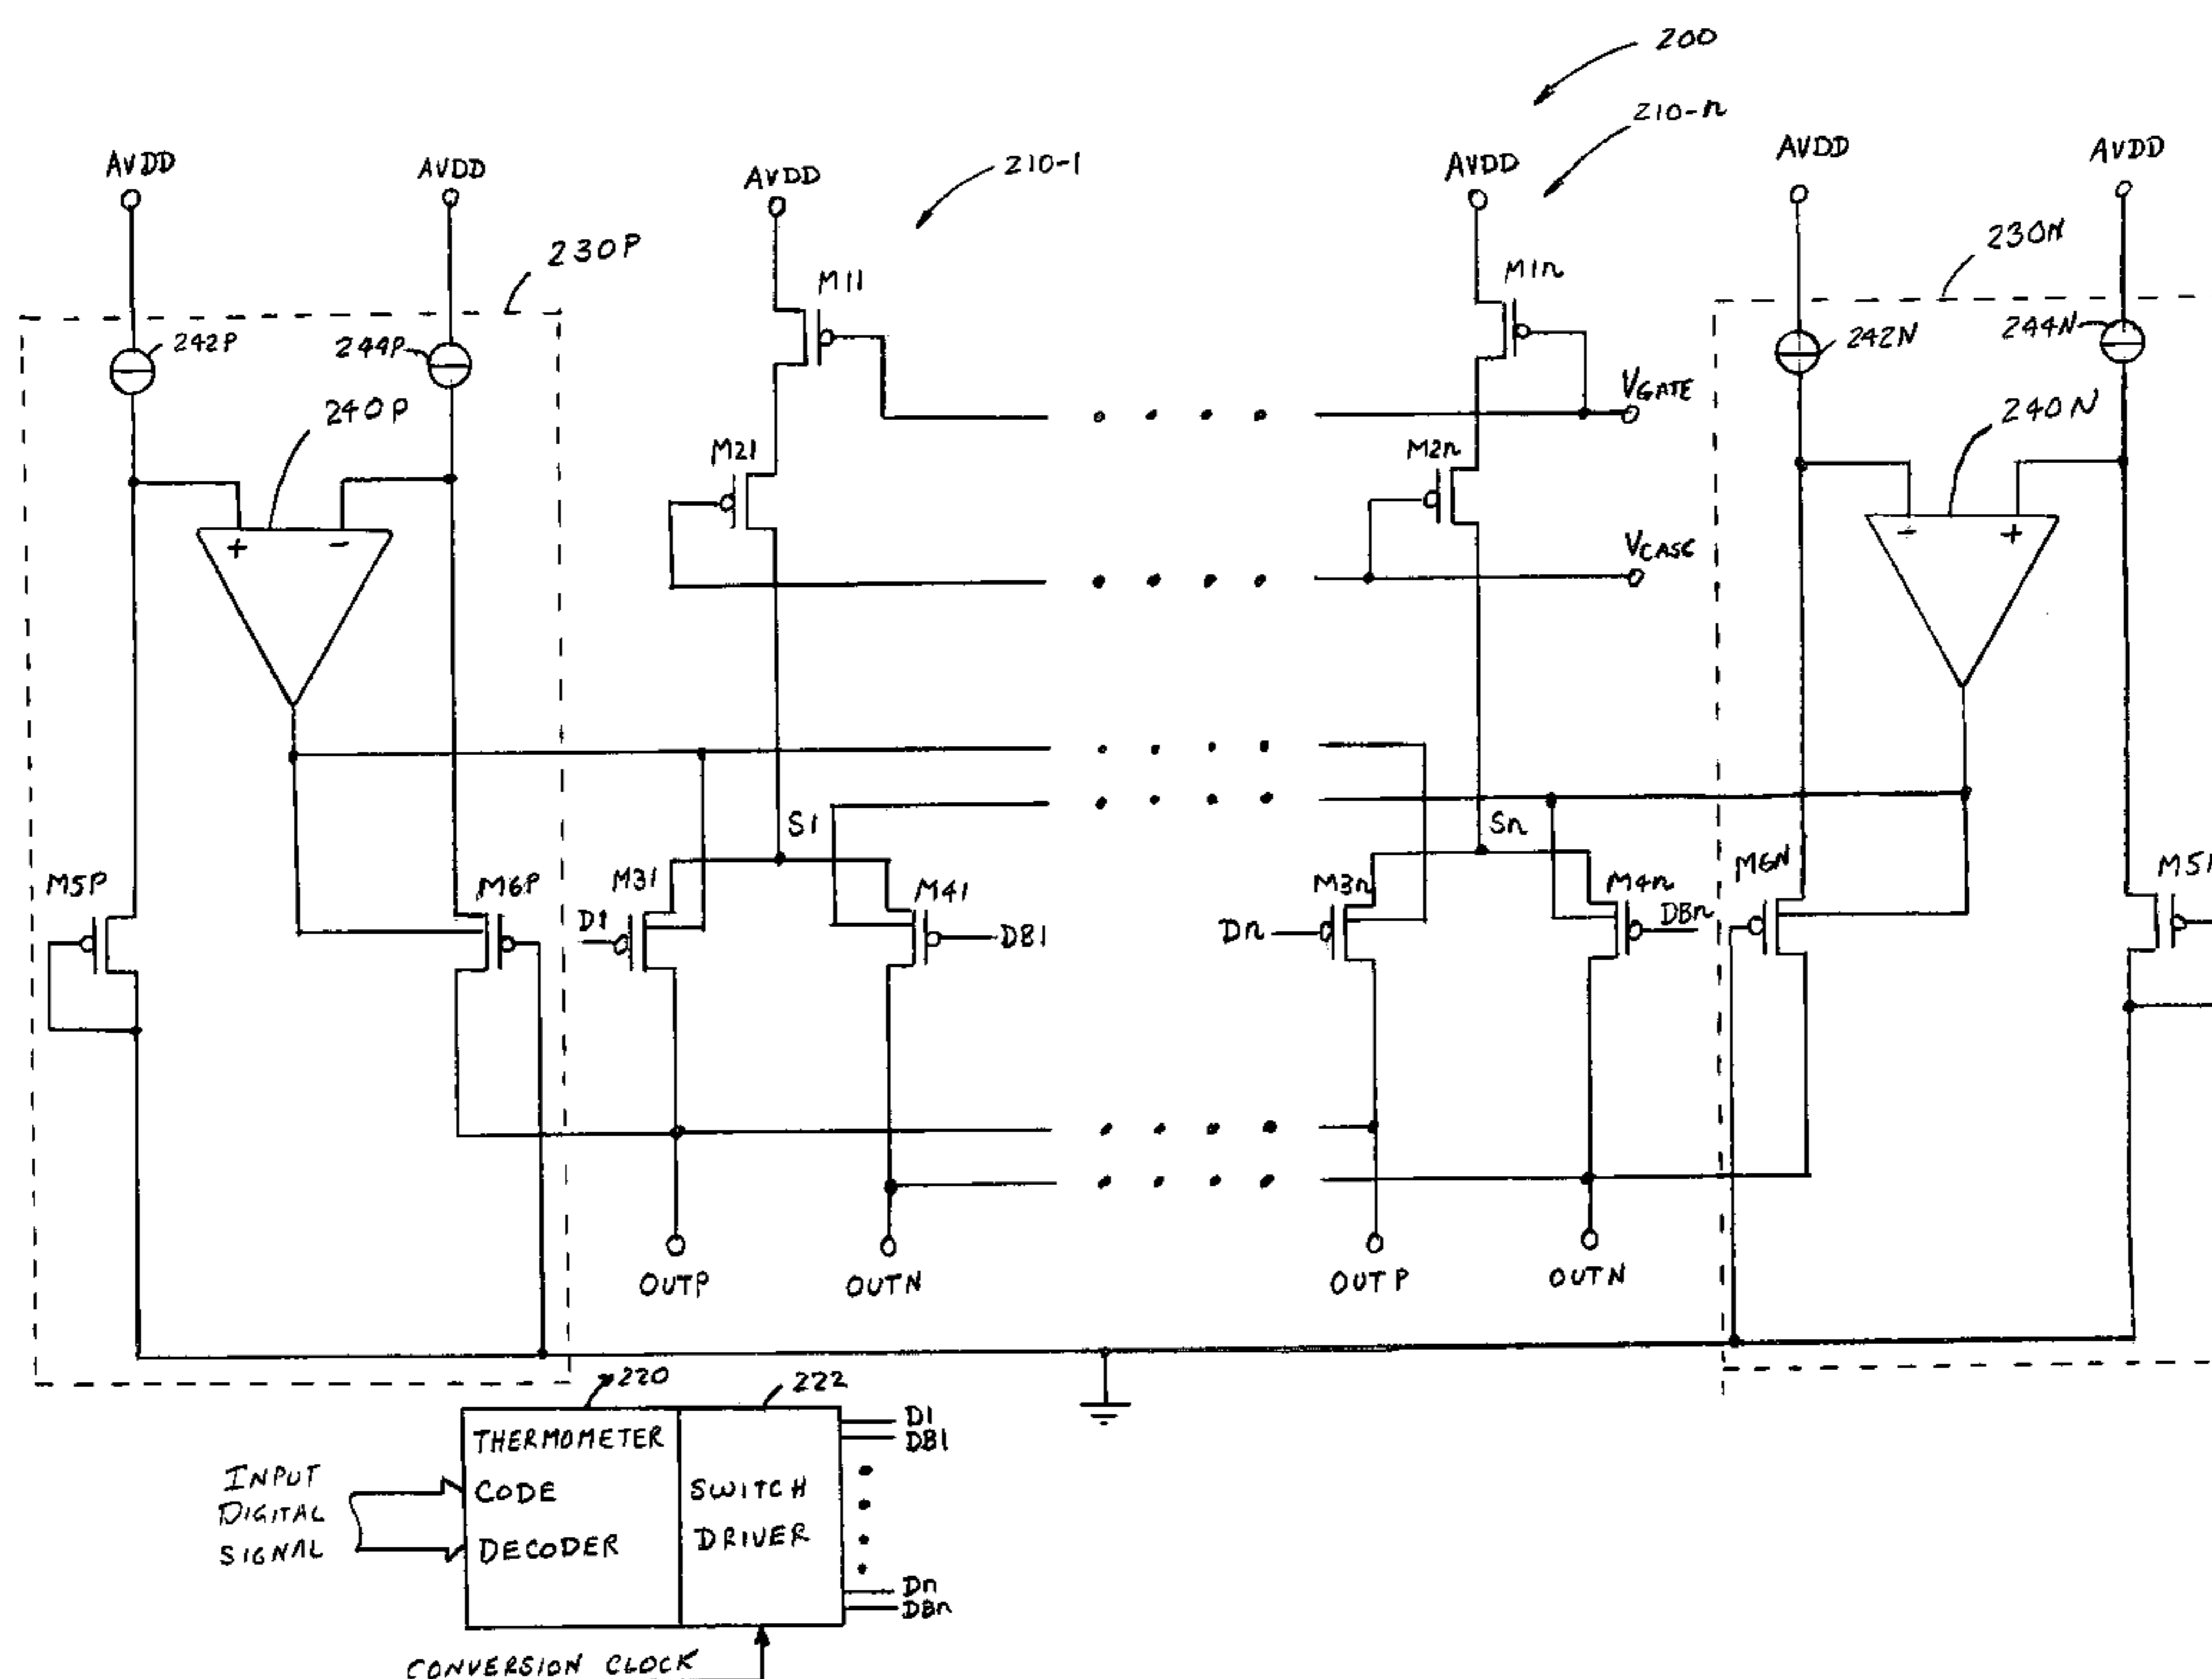 200
210-n
AVDD
AVDD
AVDD
210-1
AVDD
AVDD
AVDD
230P
230N
M11
M1n
242P
244P
242N
244N
240P
VGATE
240N
M21
M2n
VCASC
+
-
-
+
S1
Sn
M5P
M6P
M31
M41
M3n
M4n
M6N
D1
DB1
Dn
DBn
OUTP
OUTN
OUTP
OUTN
220
222
THERMOMETER
CODE
DECODER
SWITCH
DRIVER
D1
DB1
Dn
DBn
INPUT
DIGITAL
SIGNAL
CONVERSION CLOCK